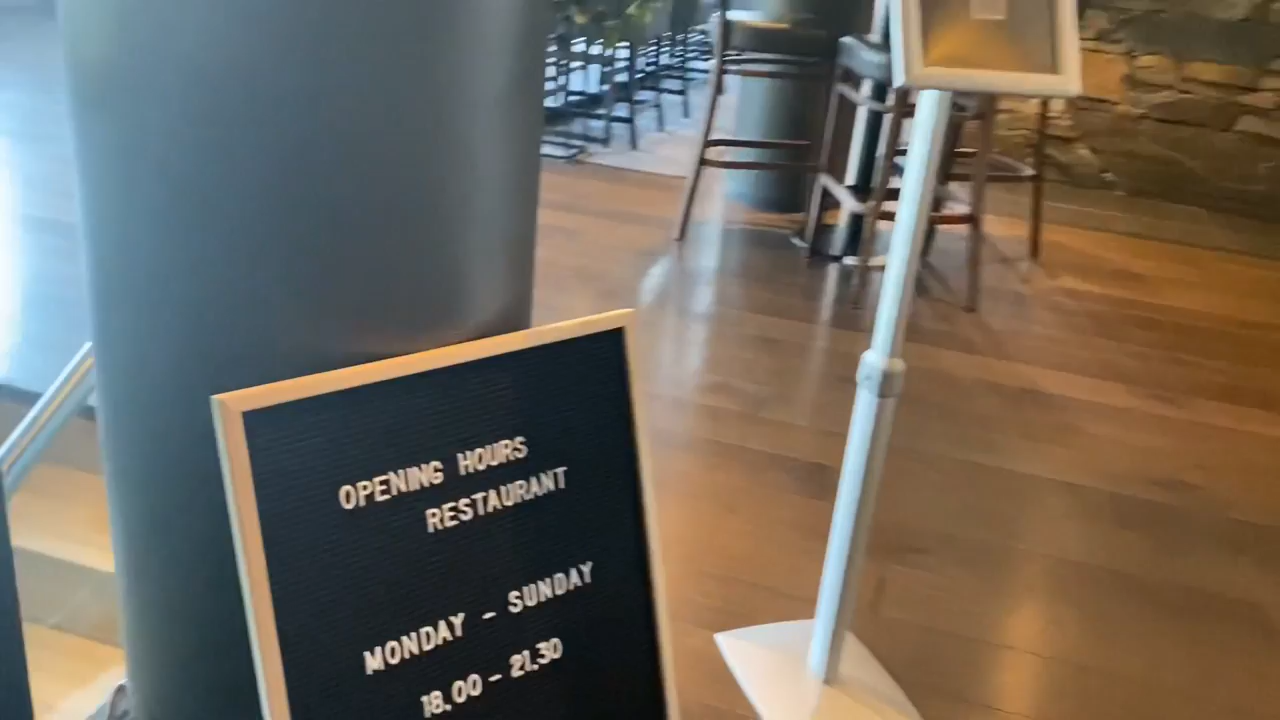 OPENING HOURS
RESTAURANT
MONDAY - SUNDAY
18.00 - 21.30